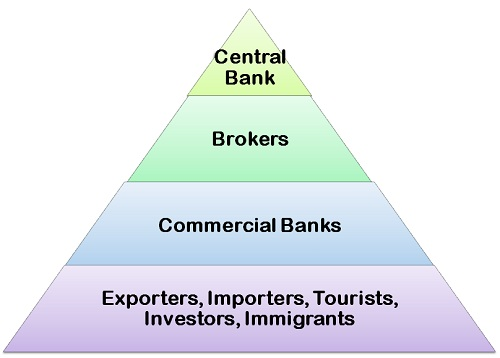 Central
Bank
Brokers
Commercial Banks
Exporters, Importers, Tourists,
Investors, Immigrants